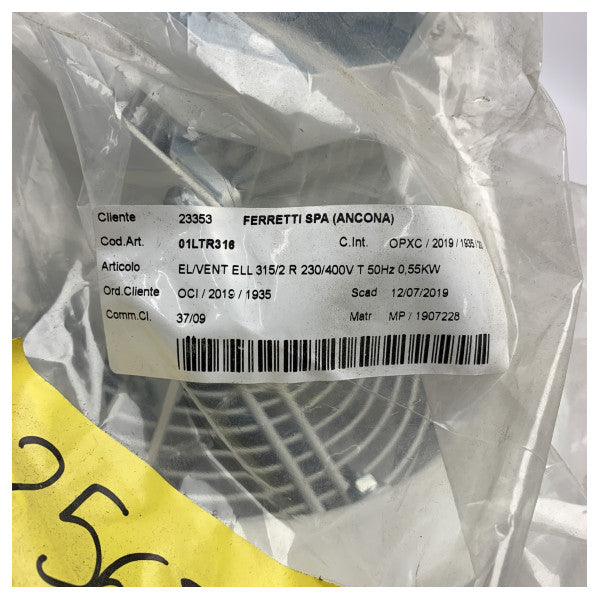 Cliente 23353 FERRETTI SPA (ANCONA)
Cod.Art. 01LTR316 C.Int. OPXC / 2019 / 1935 / 20
Articolo EL/VENT ELL 315/2 R 230/400V T 50Hz 0,55KW
Ord.Cliente OCI / 2019 / 1935 Scad 12/07/2019
Comm.Cl. 37/09 Matr MP / 1907228